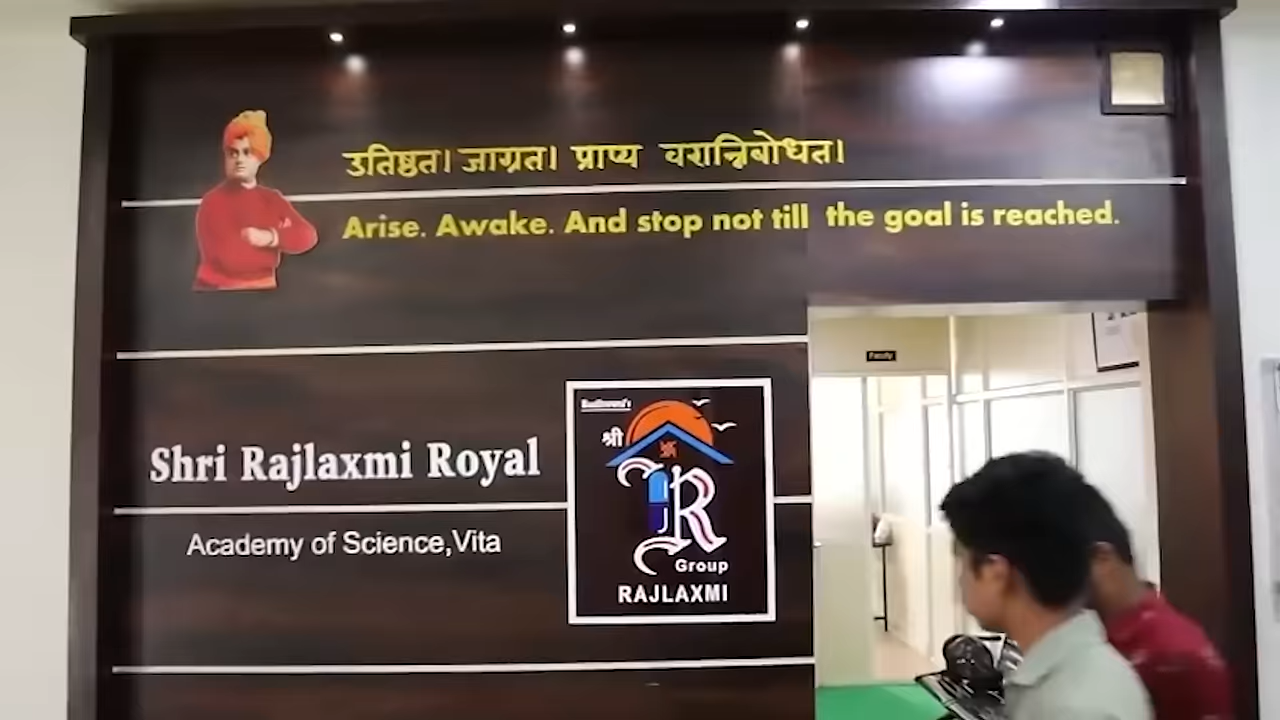 उतिष्ठत। जाग्रत। प्राप्य वरान्निबोधत।
Arise. Awake. And stop not till the goal is reached.
Faculty
Shri Rajlaxmi Royal
Academy of Science,Vita
श्री
R
Group
RAJLAXMI